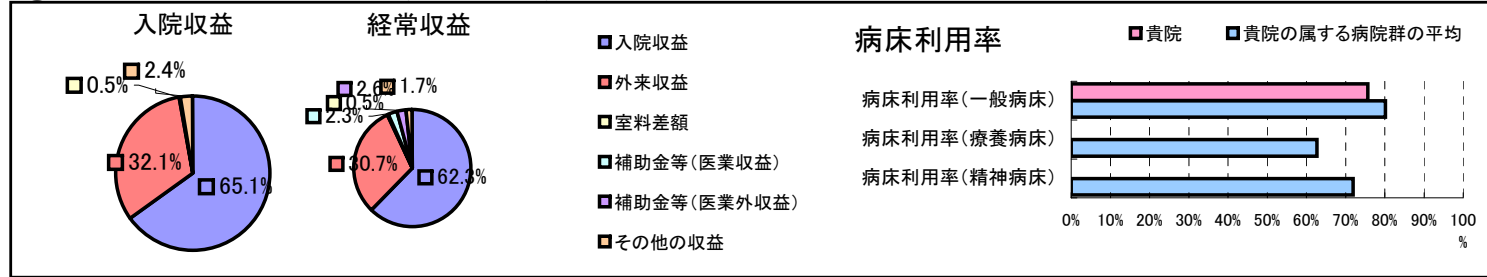 入院収益
2.4%
0.5%
32.1%
65.1%
経常収益
2.6%
1.7%
0.5%
2.3%
30.7%
62.3%
入院収益
外来収益
室料差額
補助金等(医業収益)
補助金等(医業外収益)
その他の収益
病床利用率
貴院
貴院の属する病院群の平均
病床利用率(一般病床)
病床利用率(療養病床)
病床利用率(精神病床)
0% 10% 20% 30% 40% 50% 60% 70% 80% 90% 100
%